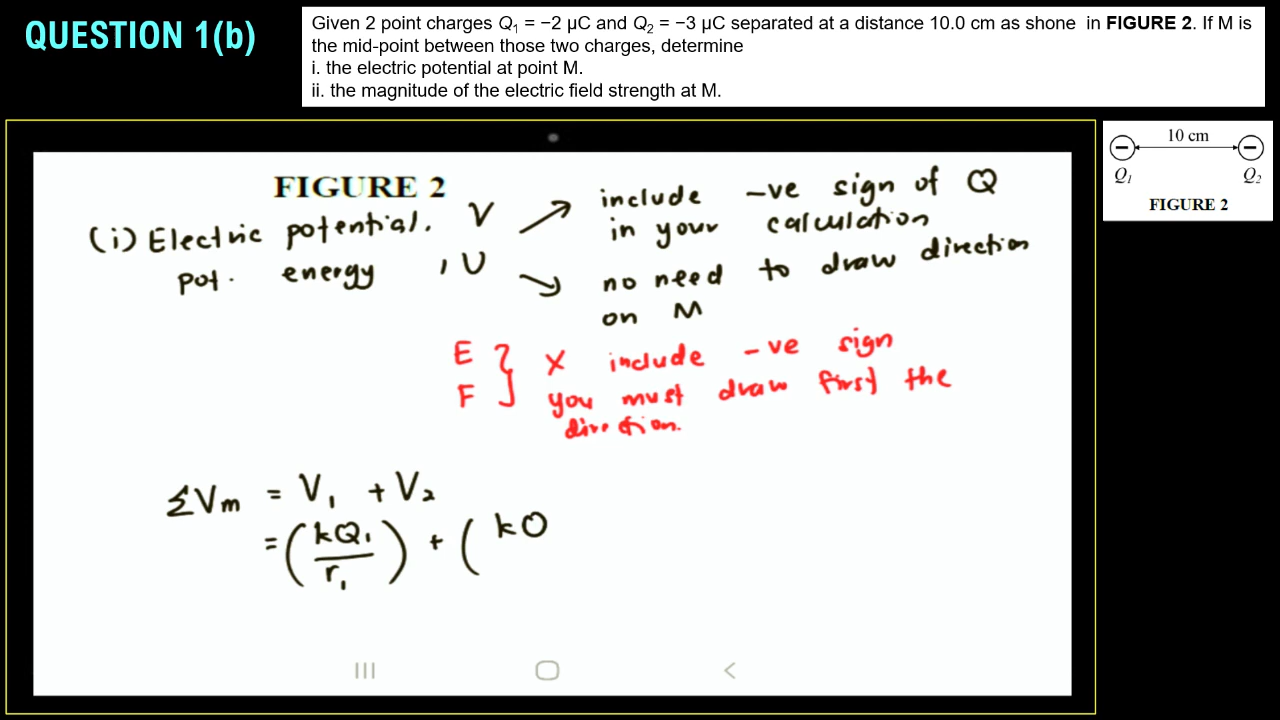 QUESTION 1(b)
Given 2 point charges Q₁ = −2 μC and Q₂ = −3 μC separated at a distance 10.0 cm as shone in FIGURE 2. If M is
the mid-point between those two charges, determine
i. the electric potential at point M.
ii. the magnitude of the electric field strength at M.
10 cm
Q₁ Q₂
FIGURE 2
FIGURE 2
(i) Electric potential, V → include -ve sign of Q
in your calculation
pot. energy , U → no need to draw direction
on M
E } X include -ve sign
F you must draw first the
direction.
ΣVm = V₁ + V₂
= (kQ₁/r₁) + ( kO